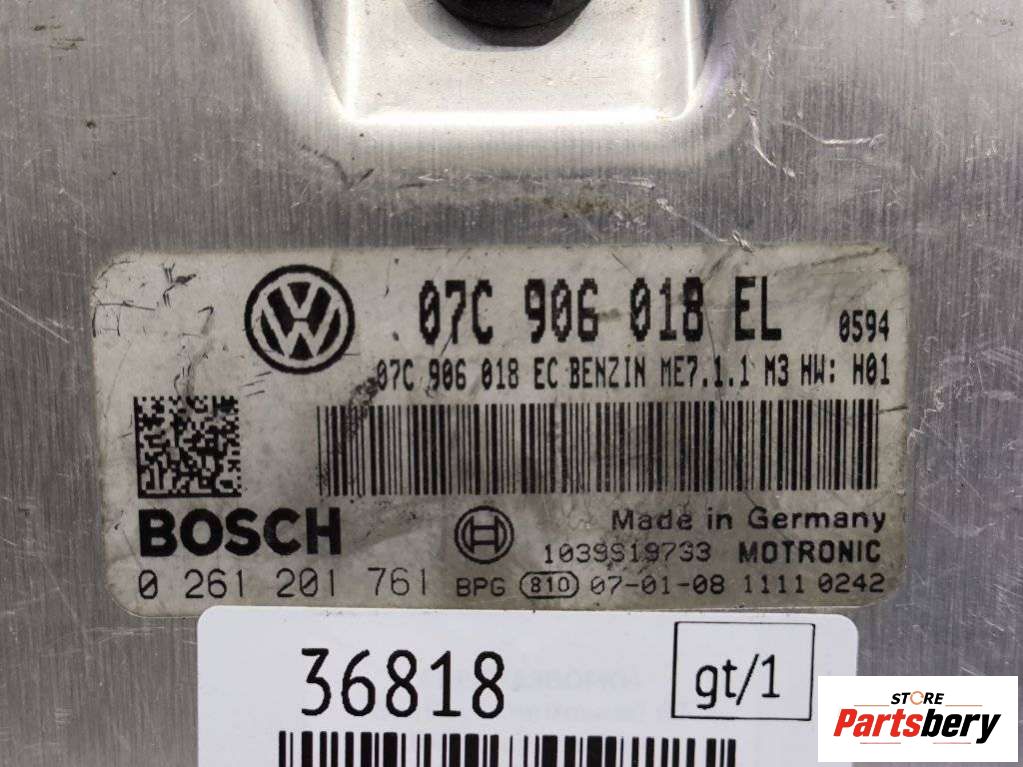 07C 906 018 EL 0594
07C 906 018 EC BENZIN ME7.1.1 M3 HW: H01
BOSCH
Made in Germany
1039S19733 MOTRONIC
0 261 201 761 BPG 810 07-01-08 1111 0242
36818
gt/1
STORE
Partsbery